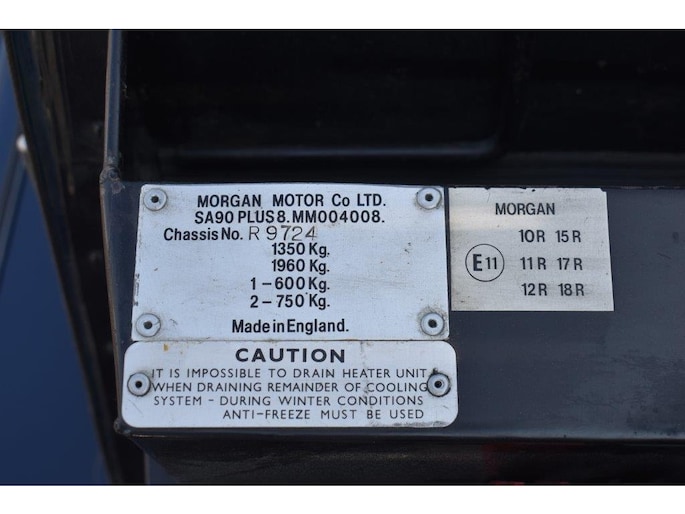 MORGAN MOTOR Co LTD.
SA90 PLUS 8. MM004008.
Chassis No. R 9724
1350 Kg.
1960 Kg.
1 – 600 Kg.
2 – 750 Kg.
Made in England.
MORGAN
E11
10R 15R
11R 17R
12R 18R
CAUTION
IT IS IMPOSSIBLE TO DRAIN HEATER UNIT
WHEN DRAINING REMAINDER OF COOLING
SYSTEM – DURING WINTER CONDITIONS
ANTI-FREEZE MUST BE USED